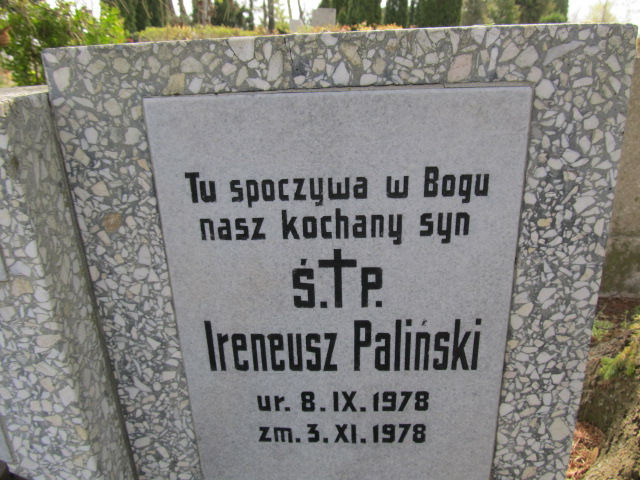 Tu spoczywa w Bogu
nasz kochany syn
Ś.†P.
Ireneusz Paliński
ur. 8.IX.1978
zm. 3.XI.1978